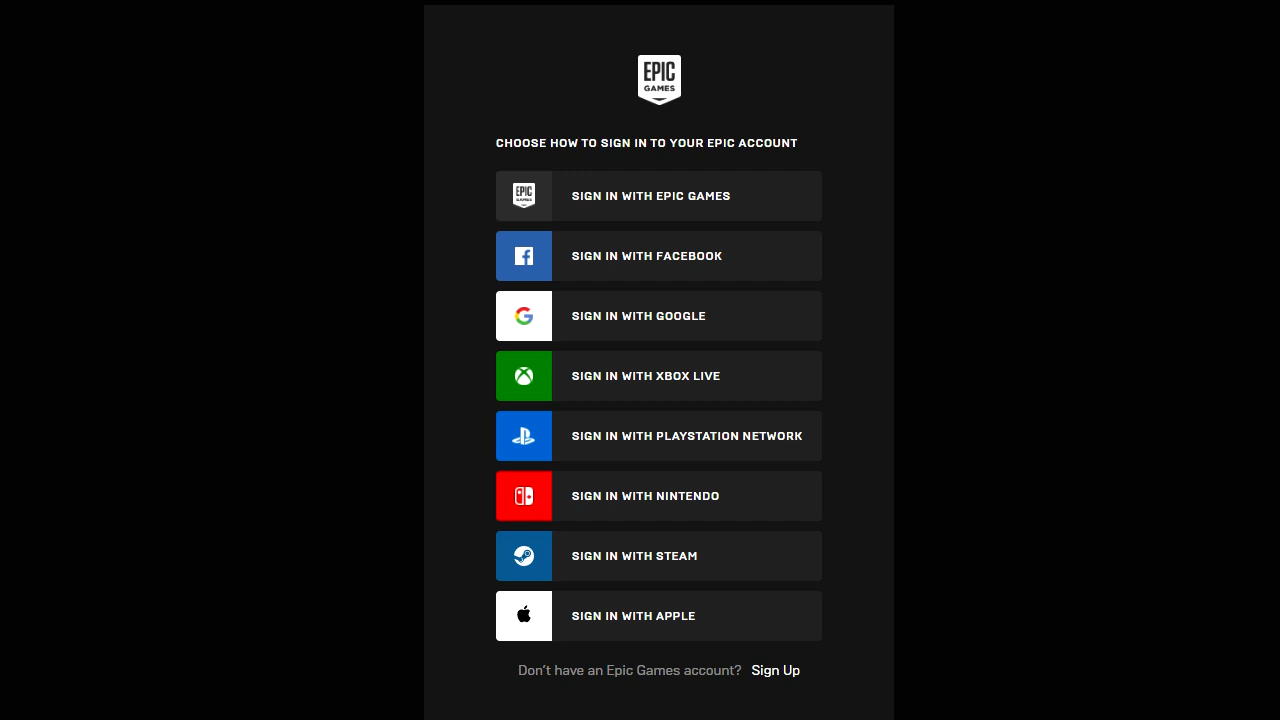 EPIC
GAMES
CHOOSE HOW TO SIGN IN TO YOUR EPIC ACCOUNT
EPIC
GAMES
SIGN IN WITH EPIC GAMES
SIGN IN WITH FACEBOOK
SIGN IN WITH GOOGLE
SIGN IN WITH XBOX LIVE
SIGN IN WITH PLAYSTATION NETWORK
SIGN IN WITH NINTENDO
SIGN IN WITH STEAM
SIGN IN WITH APPLE
Don't have an Epic Games account? Sign Up